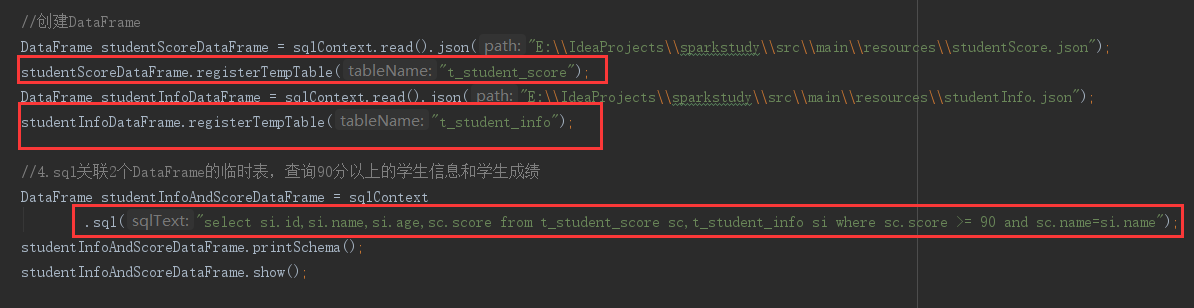 //创建DataFrame
DataFrame studentScoreDataFrame = sqlContext.read().json( path: "E:\\IdeaProjects\\sparkstudy\\src\\main\\resources\\studentScore.json");
studentScoreDataFrame.registerTempTable( tableName: "t_student_score");
DataFrame studentInfoDataFrame = sqlContext.read().json( path: "E:\\IdeaProjects\\sparkstudy\\src\\main\\resources\\studentInfo.json");
studentInfoDataFrame.registerTempTable( tableName: "t_student_info");
//4.sql关联2个DataFrame的临时表，查询90分以上的学生信息和学生成绩
DataFrame studentInfoAndScoreDataFrame = sqlContext
.sql( sqlText: "select si.id,si.name,si.age,sc.score from t_student_score sc,t_student_info si where sc.score >= 90 and sc.name=si.name");
studentInfoAndScoreDataFrame.printSchema();
studentInfoAndScoreDataFrame.show();